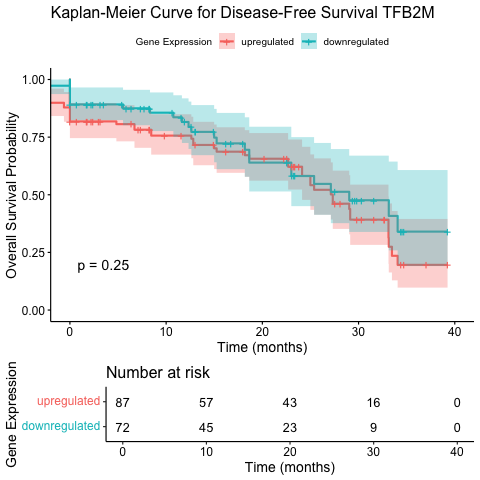 Kaplan-Meier Curve for Disease-Free Survival TFB2M
Gene Expression upregulated downregulated
Overall Survival Probability
1.00
0.75
0.50
0.25
0.00
p = 0.25
0 10 20 30 40
Time (months)
Number at risk
Gene Expression
upregulated 87 57 43 16 0
downregulated 72 45 23 9 0
0 10 20 30 40
Time (months)